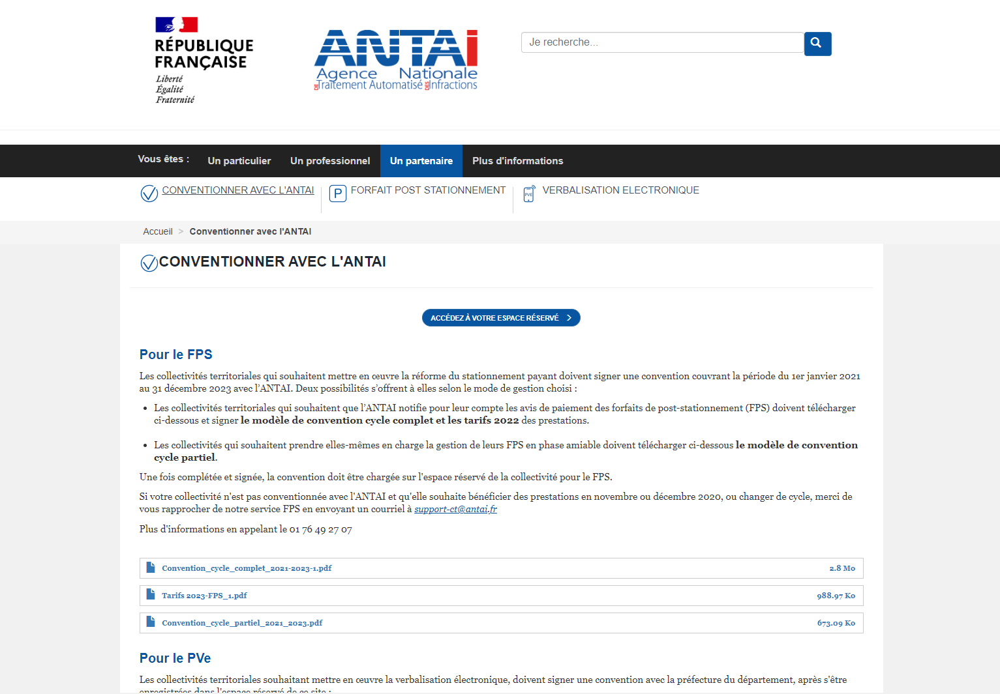 RÉPUBLIQUE
FRANÇAISE
Liberté
Égalité
Fraternité
ANTAI
Agence Nationale
DE Traitement Automatisé DES Infractions
Je recherche...
Vous êtes :
Un particulier
Un professionnel
Un partenaire
Plus d'informations
CONVENTIONNER AVEC L'ANTAI
P
FORFAIT POST STATIONNEMENT
PVE
VERBALISATION ELECTRONIQUE
Accueil > Conventionner avec l'ANTAI
CONVENTIONNER AVEC L'ANTAI
ACCÉDEZ À VOTRE ESPACE RÉSERVÉ
Pour le FPS
Les collectivités territoriales qui souhaitent mettre en œuvre la réforme du stationnement payant doivent signer une convention couvrant la période du 1er janvier 2021
au 31 décembre 2023 avec l’ANTAI. Deux possibilités s’offrent à elles selon le mode de gestion choisi :
• Les collectivités territoriales qui souhaitent que l’ANTAI notifie pour leur compte les avis de paiement des forfaits de post-stationnement (FPS) doivent télécharger
ci-dessous et signer le modèle de convention cycle complet et les tarifs 2022 des prestations.
• Les collectivités qui souhaitent prendre elles-mêmes en charge la gestion de leurs FPS en phase amiable doivent télécharger ci-dessous le modèle de convention
cycle partiel.
Une fois complétée et signée, la convention doit être chargée sur l'espace réservé de la collectivité pour le FPS.
Si votre collectivité n'est pas conventionnée avec l'ANTAI et qu'elle souhaite bénéficier des prestations en novembre ou décembre 2020, ou changer de cycle, merci de
vous rapprocher de notre service FPS en envoyant un courriel à support-ct@antai.fr
Plus d'informations en appelant le 01 76 49 27 07
Convention_cycle_complet_2021-2023-1.pdf 2.8 Mo
Tarifs 2023-FPS_1.pdf 988.97 Ko
Convention_cycle_partiel_2021_2023.pdf 673.09 Ko
Pour le PVe
Les collectivités territoriales souhaitant mettre en œuvre la verbalisation électronique, doivent signer une convention avec la préfecture du département, après s'être
enregistrées dans l'espace réservé de ce site :